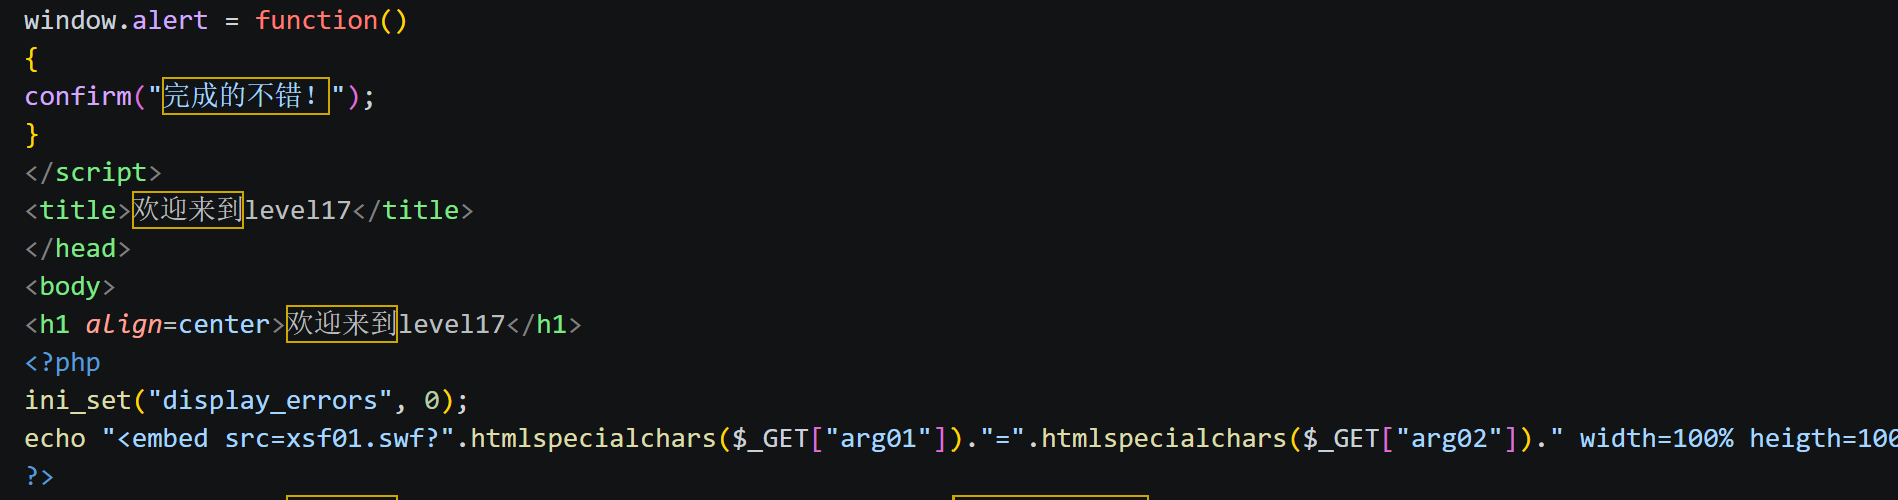 window.alert = function()
{
confirm("完成的不错！");
}
</script>
<title>欢迎来到level17</title>
</head>
<body>
<h1 align=center>欢迎来到level17</h1>
<?php
ini_set("display_errors", 0);
echo "<embed src=xsf01.swf?".htmlspecialchars($_GET["arg01"])."=".htmlspecialchars($_GET["arg02"])." width=100% heigth=100
?>